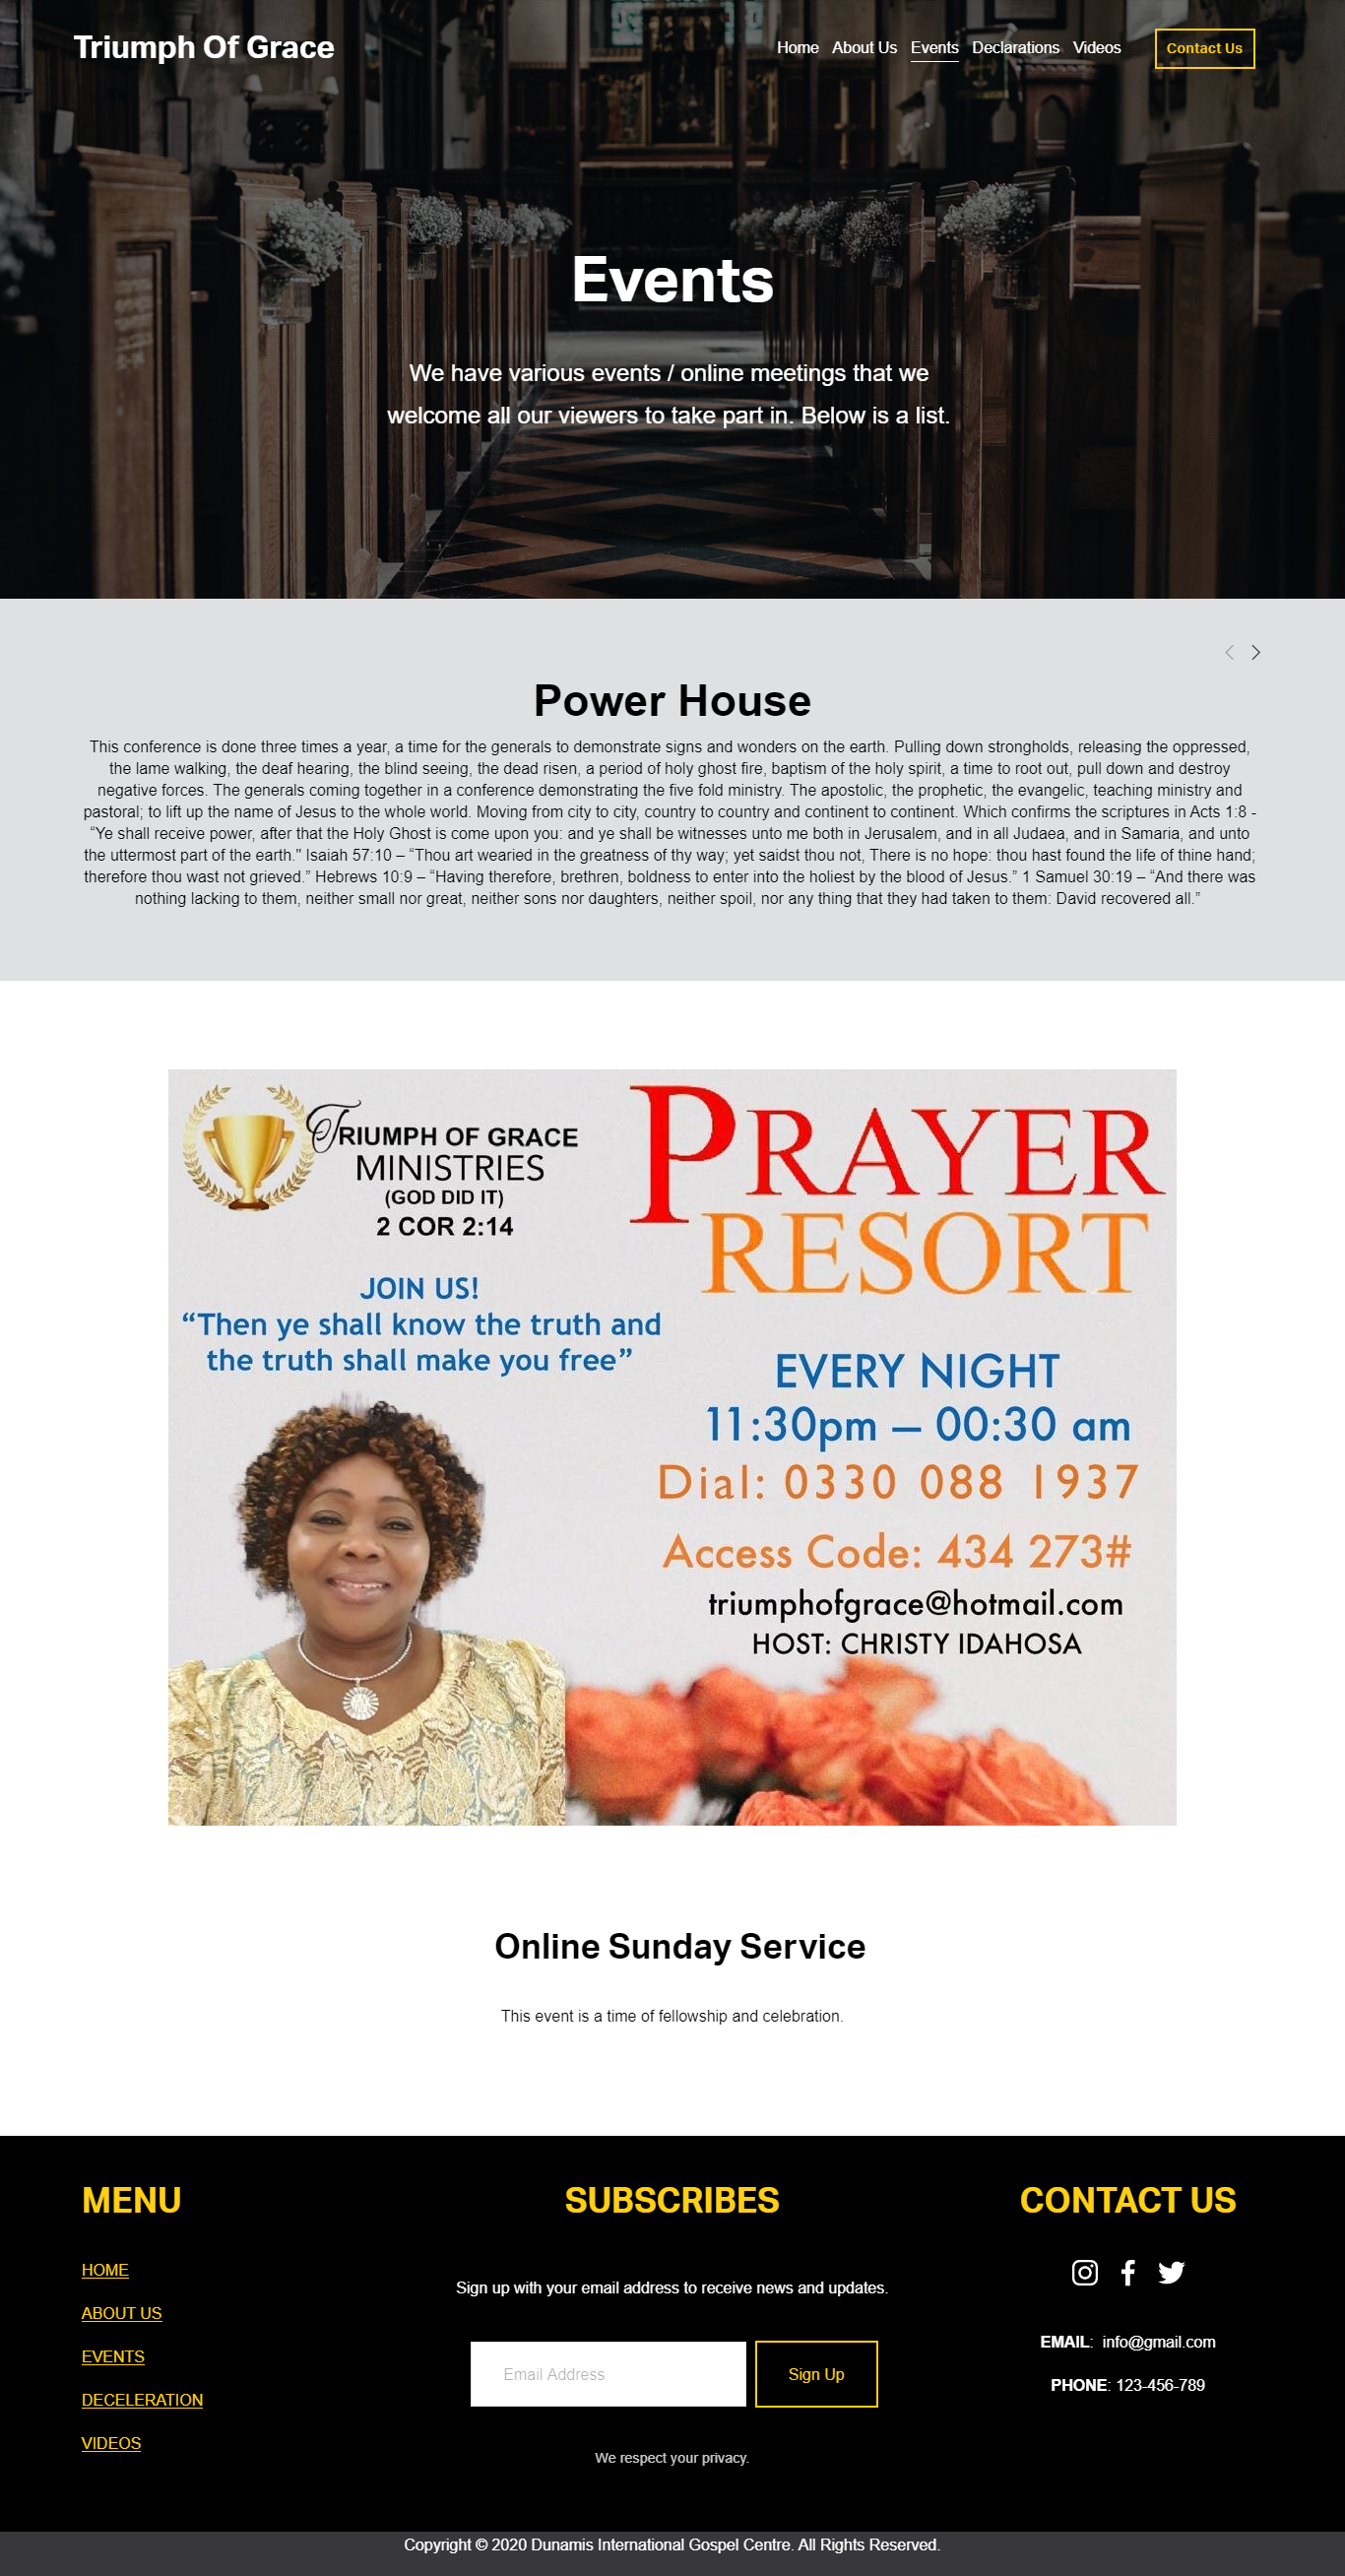 Triumph Of Grace
Home About Us Events Declarations Videos Contact Us
Events
We have various events / online meetings that we
welcome all our viewers to take part in. Below is a list.
Power House
This conference is done three times a year, a time for the generals to demonstrate signs and wonders on the earth. Pulling down strongholds, releasing the oppressed,
the lame walking, the deaf hearing, the blind seeing, the dead risen, a period of holy ghost fire, baptism of the holy spirit, a time to root out, pull down and destroy
negative forces. The generals coming together in a conference demonstrating the five fold ministry. The apostolic, the prophetic, the evangelic, teaching ministry and
pastoral; to lift up the name of Jesus to the whole world. Moving from city to city, country to country and continent to continent. Which confirms the scriptures in Acts 1:8 -
“Ye shall receive power, after that the Holy Ghost is come upon you: and ye shall be witnesses unto me both in Jerusalem, and in all Judaea, and in Samaria, and unto
the uttermost part of the earth." Isaiah 57:10 – “Thou art wearied in the greatness of thy way; yet saidst thou not, There is no hope: thou hast found the life of thine hand;
therefore thou wast not grieved.” Hebrews 10:9 – “Having therefore, brethren, boldness to enter into the holiest by the blood of Jesus.” 1 Samuel 30:19 – “And there was
nothing lacking to them, neither small nor great, neither sons nor daughters, neither spoil, nor any thing that they had taken to them: David recovered all.”
TRIUMPH OF GRACE
MINISTRIES
(GOD DID IT)
2 COR 2:14
PRAYER
RESORT
JOIN US!
“Then ye shall know the truth and
the truth shall make you free”
EVERY NIGHT
11:30pm – 00:30 am
Dial: 0330 088 1937
Access Code: 434 273#
triumphofgrace@hotmail.com
HOST: CHRISTY IDAHOSA
Online Sunday Service
This event is a time of fellowship and celebration.
MENU
HOME
ABOUT US
EVENTS
DECELERATION
VIDEOS
SUBSCRIBES
Sign up with your email address to receive news and updates.
Email Address
Sign Up
We respect your privacy.
CONTACT US
EMAIL: info@gmail.com
PHONE: 123-456-789
Copyright © 2020 Dunamis International Gospel Centre. All Rights Reserved.